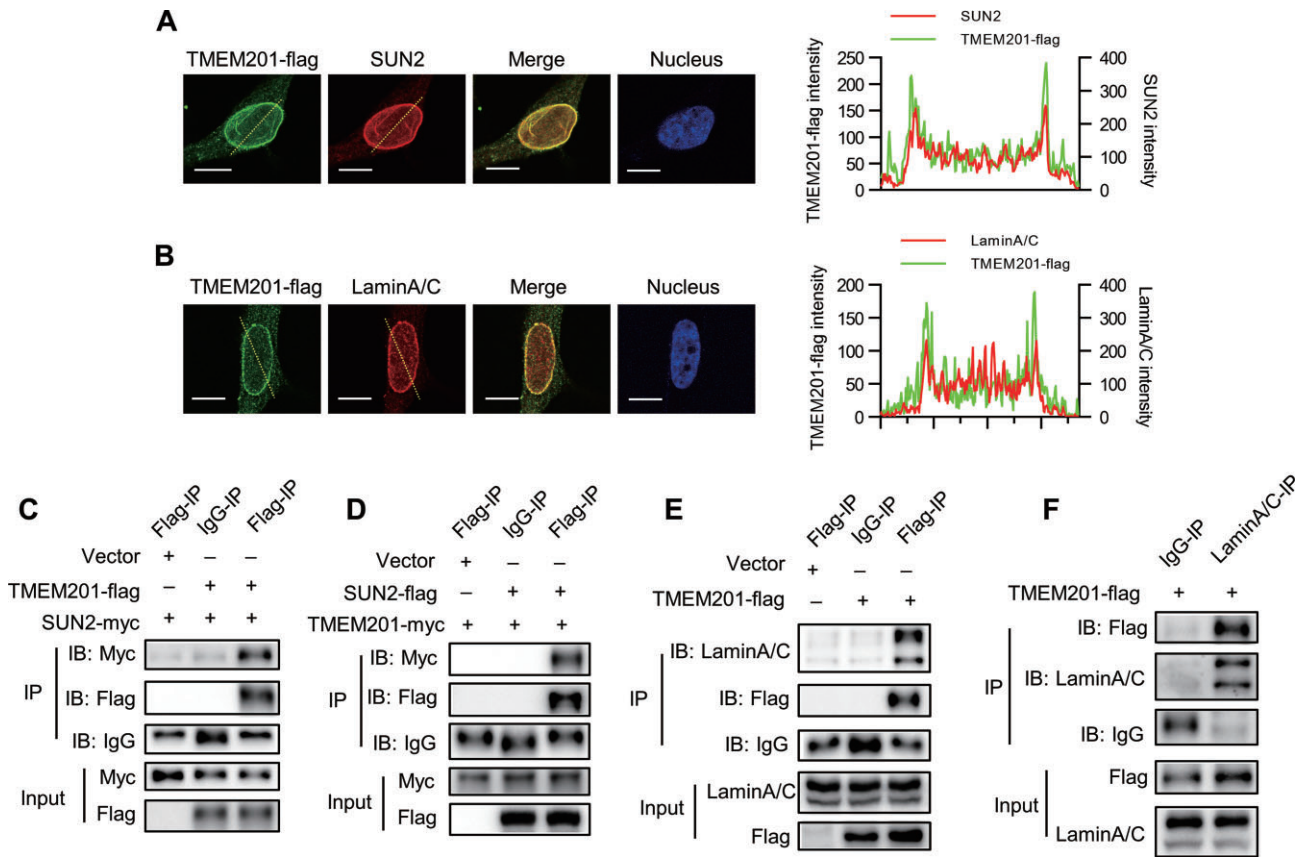 A
TMEM201-flag SUN2 Merge Nucleus
SUN2
TMEM201-flag
TMEM201-flag intensity
250
200
150
100
50
0
400
300
200
100
0
SUN2 intensity
B
TMEM201-flag LaminA/C Merge Nucleus
LaminA/C
TMEM201-flag
TMEM201-flag intensity
200
150
100
50
0
400
300
200
100
0
LaminA/C intensity
C
Flag-IP IgG-IP Flag-IP
Vector + – –
TMEM201-flag – + +
SUN2-myc + + +
IP
IB: Myc
IB: Flag
IB: IgG
Input
Myc
Flag
D
Flag-IP IgG-IP Flag-IP
Vector + – –
SUN2-flag – + +
TMEM201-myc + + +
IP
IB: Myc
IB: Flag
IB: IgG
Input
Myc
Flag
E
Flag-IP IgG-IP Flag-IP
Vector + – –
TMEM201-flag – + +
IP
IB: LaminA/C
IB: Flag
IB: IgG
Input
LaminA/C
Flag
F
IgG-IP LaminA/C-IP
TMEM201-flag + +
IP
IB: Flag
IB: LaminA/C
IB: IgG
Input
Flag
LaminA/C